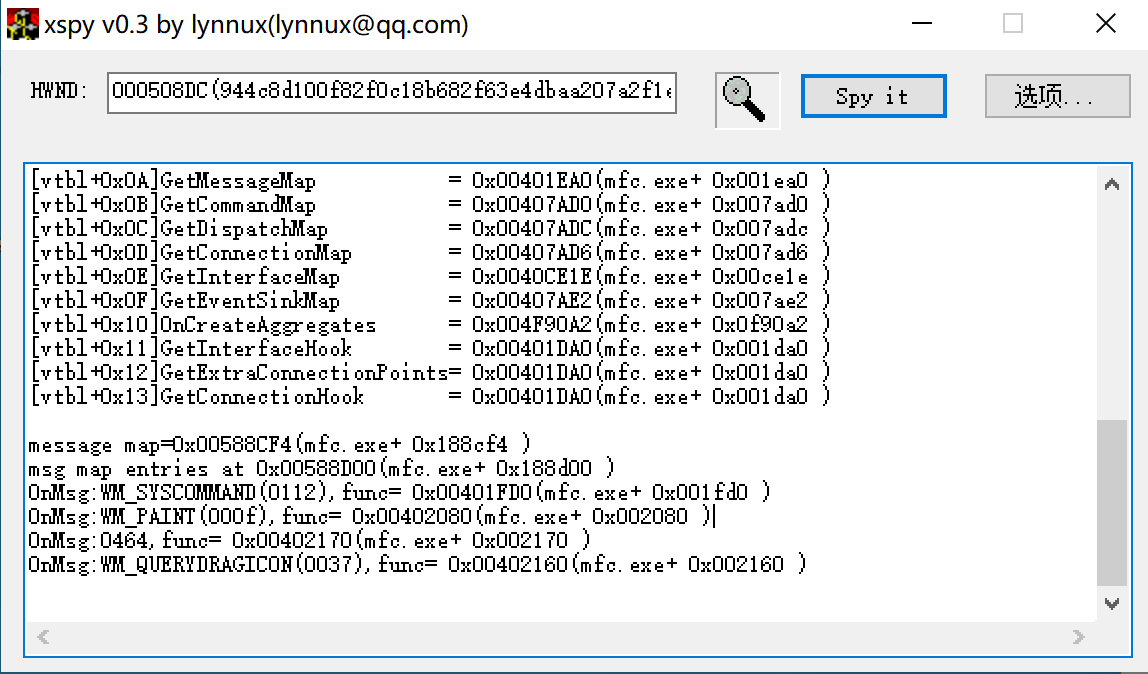 xspy v0.3 by lynnux(lynnux@qq.com)
HWND: 000508DC(944c8d100f82f0c18b682f63e4dbaa207a2f1e
Spy it
选项...
[vtbl+0x0A]GetMessageMap = 0x00401EA0(mfc.exe+ 0x001ea0 )
[vtbl+0x0B]GetCommandMap = 0x00407AD0(mfc.exe+ 0x007ad0 )
[vtbl+0x0C]GetDispatchMap = 0x00407ADC(mfc.exe+ 0x007adc )
[vtbl+0x0D]GetConnectionMap = 0x00407AD6(mfc.exe+ 0x007ad6 )
[vtbl+0x0E]GetInterfaceMap = 0x0040CE1E(mfc.exe+ 0x00ce1e )
[vtbl+0x0F]GetEventSinkMap = 0x00407AE2(mfc.exe+ 0x007ae2 )
[vtbl+0x10]OnCreateAggregates = 0x004F90A2(mfc.exe+ 0x0f90a2 )
[vtbl+0x11]GetInterfaceHook = 0x00401DA0(mfc.exe+ 0x001da0 )
[vtbl+0x12]GetExtraConnectionPoints= 0x00401DA0(mfc.exe+ 0x001da0 )
[vtbl+0x13]GetConnectionHook = 0x00401DA0(mfc.exe+ 0x001da0 )
message map=0x00588CF4(mfc.exe+ 0x188cf4 )
msg map entries at 0x00588D00(mfc.exe+ 0x188d00 )
OnMsg:WM_SYSCOMMAND(0112),func= 0x00401FD0(mfc.exe+ 0x001fd0 )
OnMsg:WM_PAINT(000f),func= 0x00402080(mfc.exe+ 0x002080 )
OnMsg:0464,func= 0x00402170(mfc.exe+ 0x002170 )
OnMsg:WM_QUERYDRAGICON(0037),func= 0x00402160(mfc.exe+ 0x002160 )